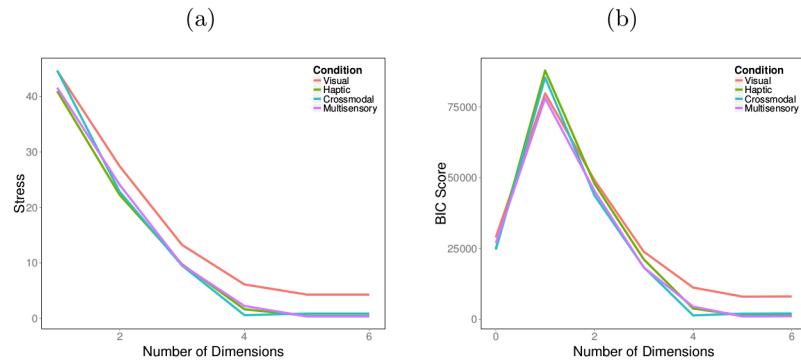 (a)
Condition
Visual
Haptic
Crossmodal
Multisensory
40
30
20
10
0
Stress
2
4
6
Number of Dimensions
(b)
Condition
Visual
Haptic
Crossmodal
Multisensory
75000
50000
25000
0
BIC Score
0
2
4
6
Number of Dimensions